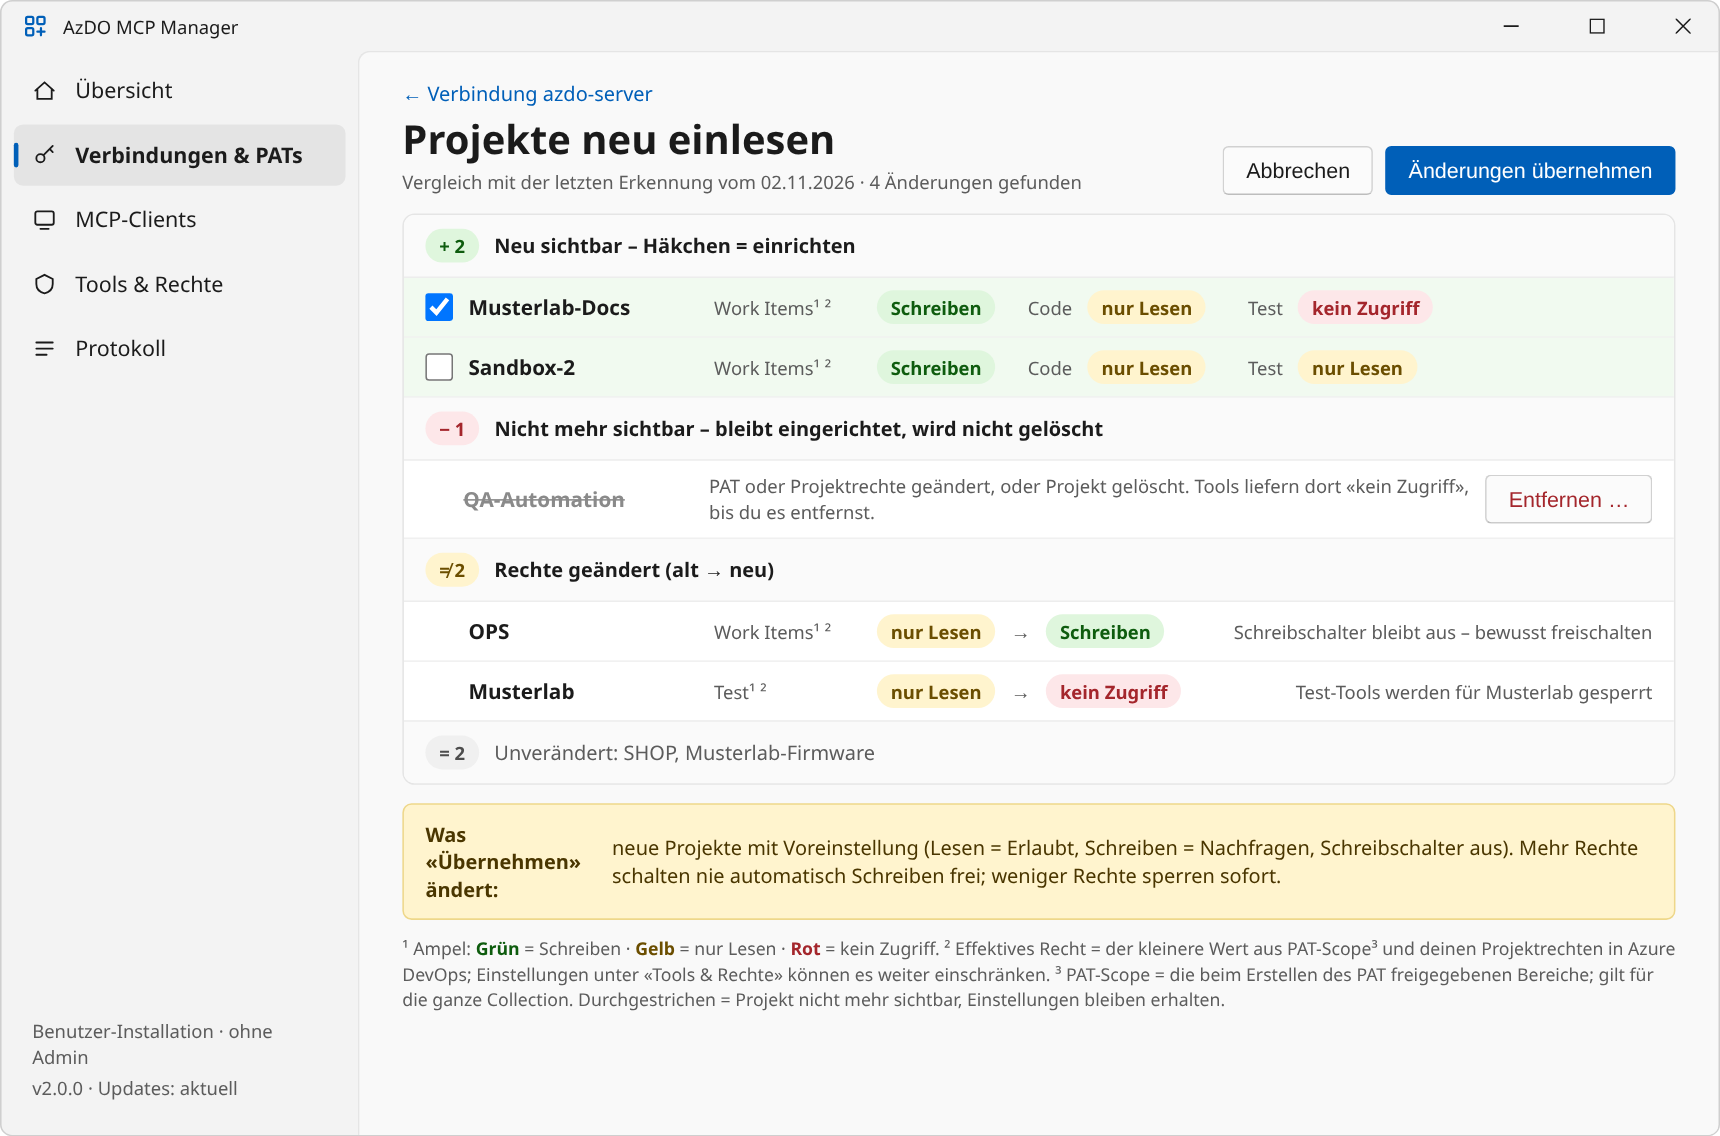 AzDO MCP Manager
Übersicht
Verbindungen & PATs
MCP-Clients
Tools & Rechte
Protokoll
Benutzer-Installation · ohne
Admin
v2.0.0 · Updates: aktuell
← Verbindung azdo-server
Projekte neu einlesen
Vergleich mit der letzten Erkennung vom 02.11.2026 · 4 Änderungen gefunden
Abbrechen
Änderungen übernehmen
+ 2 Neu sichtbar – Häkchen = einrichten
Musterlab-Docs Work Items¹ ² Schreiben Code nur Lesen Test kein Zugriff
Sandbox-2 Work Items¹ ² Schreiben Code nur Lesen Test nur Lesen
− 1 Nicht mehr sichtbar – bleibt eingerichtet, wird nicht gelöscht
QA-Automation
PAT oder Projektrechte geändert, oder Projekt gelöscht. Tools liefern dort «kein Zugriff»,
bis du es entfernst.
Entfernen …
≠ 2 Rechte geändert (alt → neu)
OPS Work Items¹ ² nur Lesen → Schreiben Schreibschalter bleibt aus – bewusst freischalten
Musterlab Test¹ ² nur Lesen → kein Zugriff Test-Tools werden für Musterlab gesperrt
= 2 Unverändert: SHOP, Musterlab-Firmware
Was
«Übernehmen»
ändert:
neue Projekte mit Voreinstellung (Lesen = Erlaubt, Schreiben = Nachfragen, Schreibschalter aus). Mehr Rechte
schalten nie automatisch Schreiben frei; weniger Rechte sperren sofort.
¹ Ampel: Grün = Schreiben · Gelb = nur Lesen · Rot = kein Zugriff. ² Effektives Recht = der kleinere Wert aus PAT-Scope³ und deinen Projektrechten in Azure
DevOps; Einstellungen unter «Tools & Rechte» können es weiter einschränken. ³ PAT-Scope = die beim Erstellen des PAT freigegebenen Bereiche; gilt für
die ganze Collection. Durchgestrichen = Projekt nicht mehr sichtbar, Einstellungen bleiben erhalten.